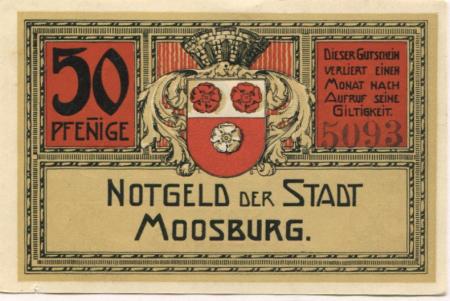 50
PFENIGE
DIESER GUTSCHEIN
VERLIERT EINEN
MONAT NACH
AUFRUF SEINE
GILTIGKEIT.
5093
NOTGELD DER STADT
MOOSBURG.